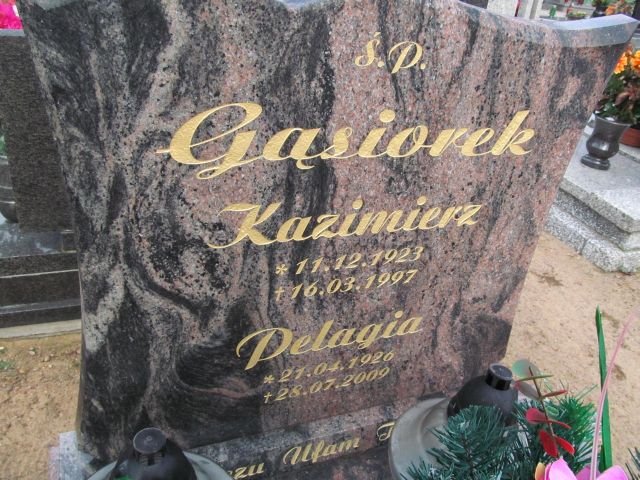 Ś.P.
Gąsiorek
Kazimierz
* 11.12.1923
† 16.03.1997
Pelagia
* 21.04.1926
† 28.07.2009
Ufam